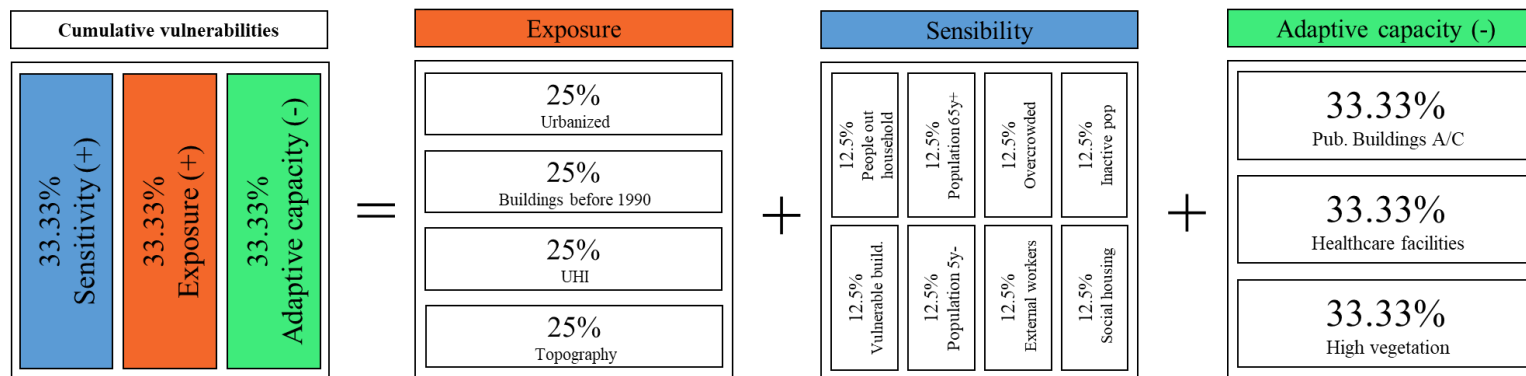 Cumulative vulnerabilities
33.33%
Sensitivity (+)
33.33%
Exposure (+)
33.33%
Adaptive capacity (-)
=
Exposure
25%
Urbanized
25%
Buildings before 1990
25%
UHI
25%
Topography
+
Sensibility
12.5%
People out
household
12.5%
Population 65y+
12.5%
Overcrowded
12.5%
Inactive pop
12.5%
Vulnerable build.
12.5%
Population 5y-
12.5%
External workers
12.5%
Social housing
+
Adaptive capacity (-)
33.33%
Pub. Buildings A/C
33.33%
Healthcare facilities
33.33%
High vegetation